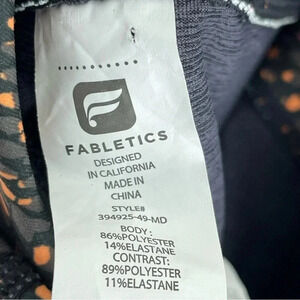 FABLETICS
DESIGNED
IN CALIFORNIA
MADE IN
CHINA
STYLE#
394925-49-MD
BODY:
86%POLYESTER
14%ELASTANE
CONTRAST:
89%POLYESTER
11%ELASTANE